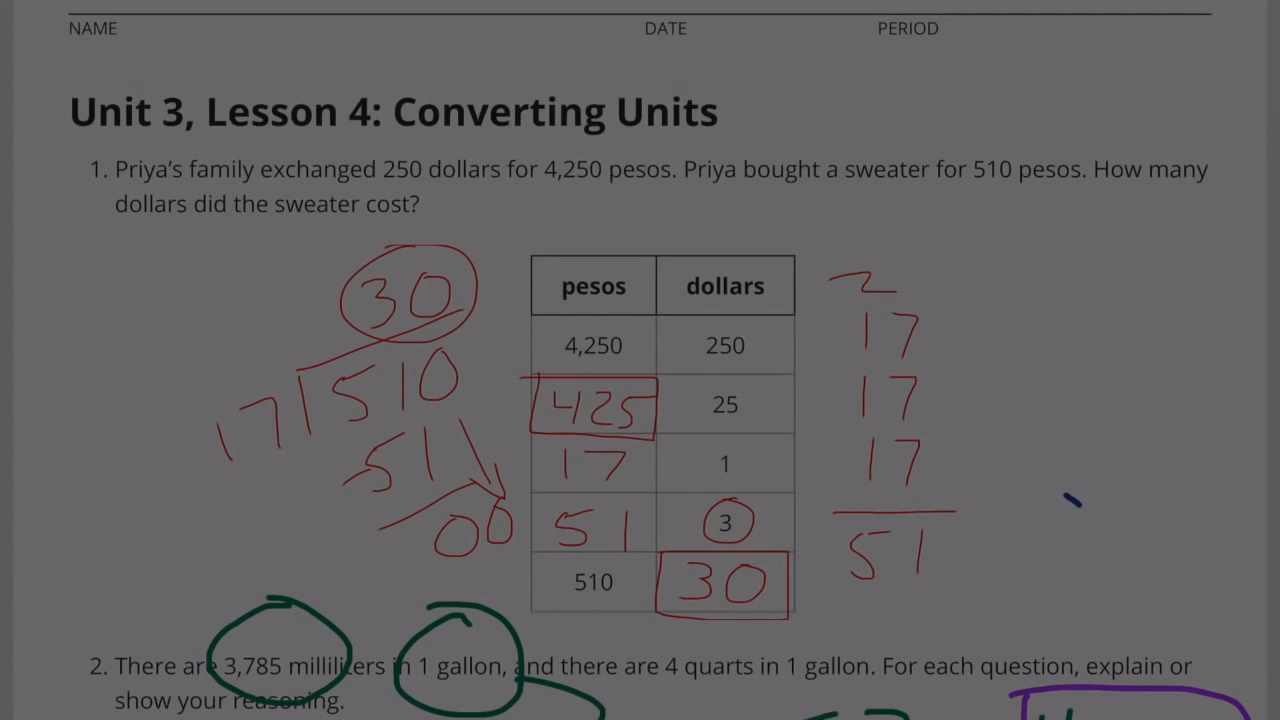 NAME DATE PERIOD
Unit 3, Lesson 4: Converting Units
1. Priya’s family exchanged 250 dollars for 4,250 pesos. Priya bought a sweater for 510 pesos. How many
dollars did the sweater cost?
30
17 510
51
00
pesos dollars
4,250 250
425 25
17 1
51 3
510 30
2
17
17
17
51
2. There are 3,785 milliliters in 1 gallon, and there are 4 quarts in 1 gallon. For each question, explain or
show your reasoning.